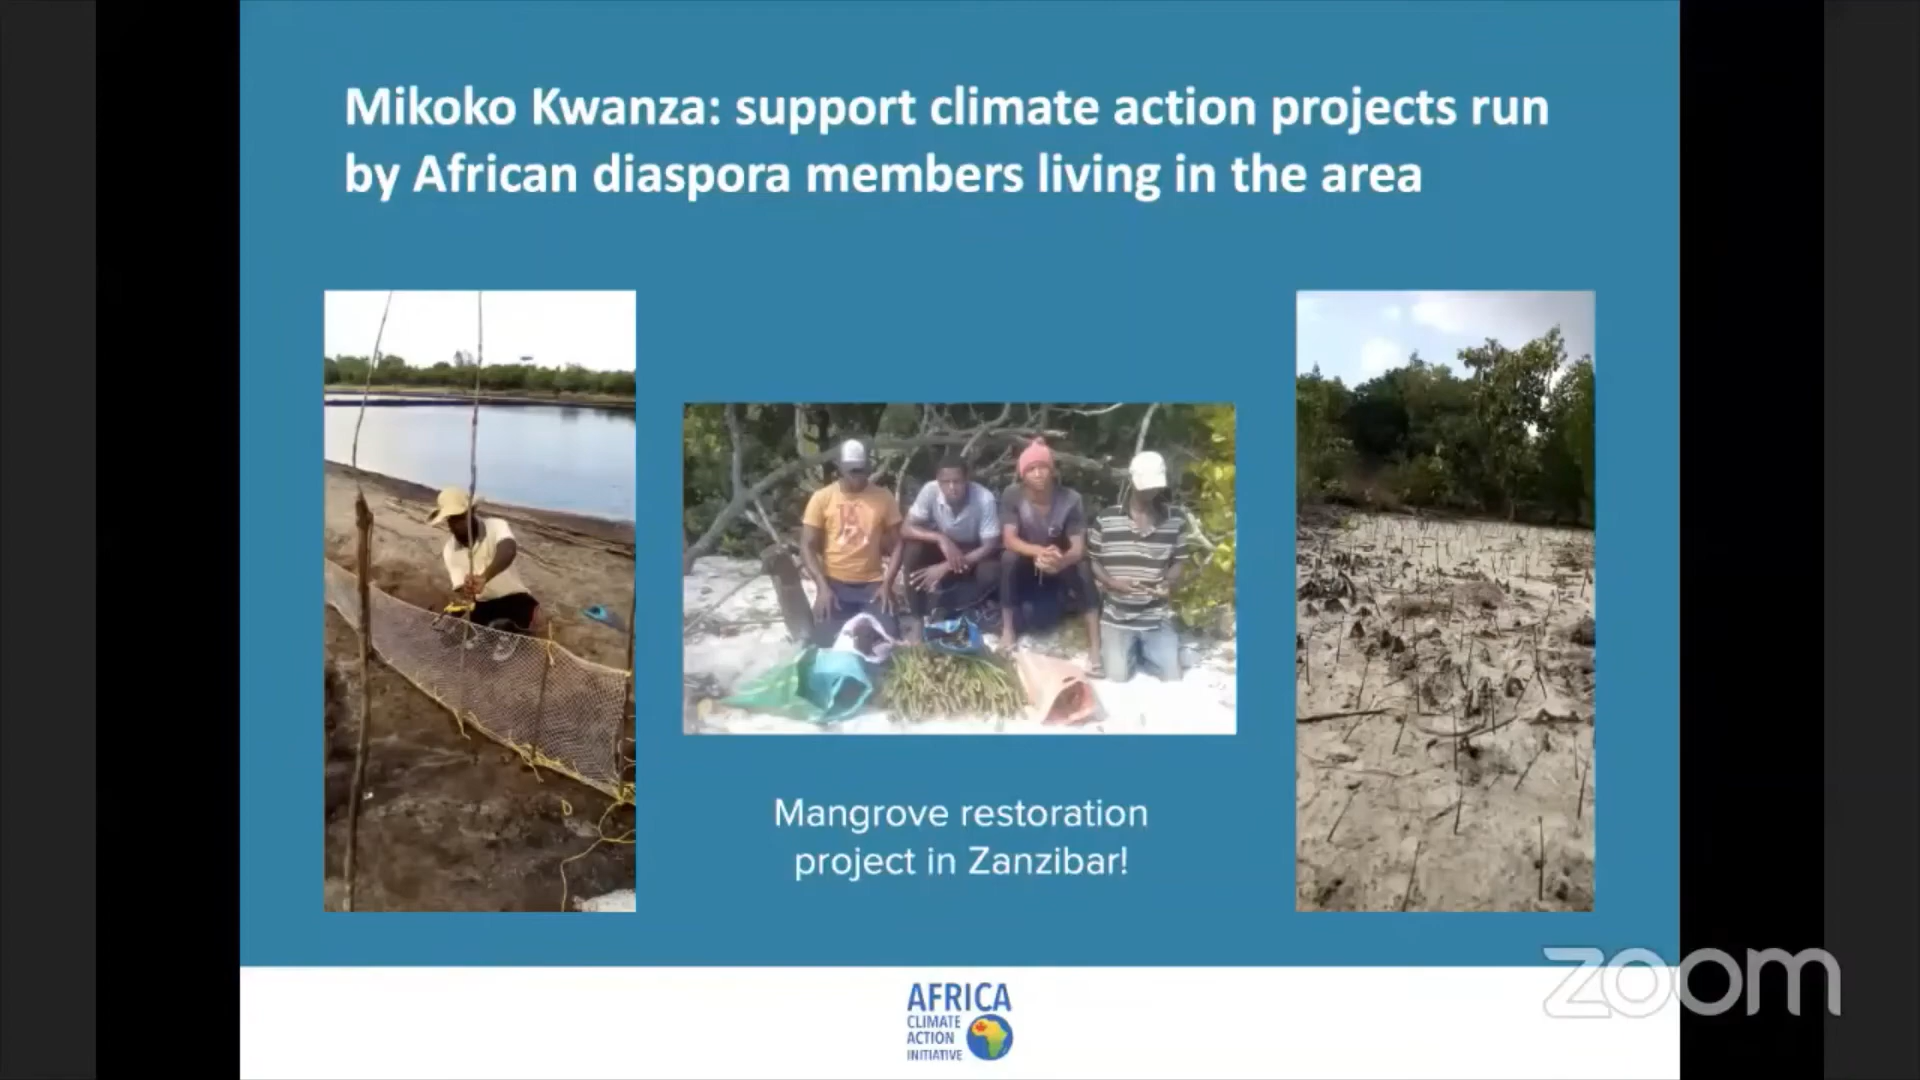 Mikoko Kwanza: support climate action projects run
by African diaspora members living in the area
Mangrove restoration
project in Zanzibar!
AFRICA
CLIMATE
ACTION
INITIATIVE
zoom